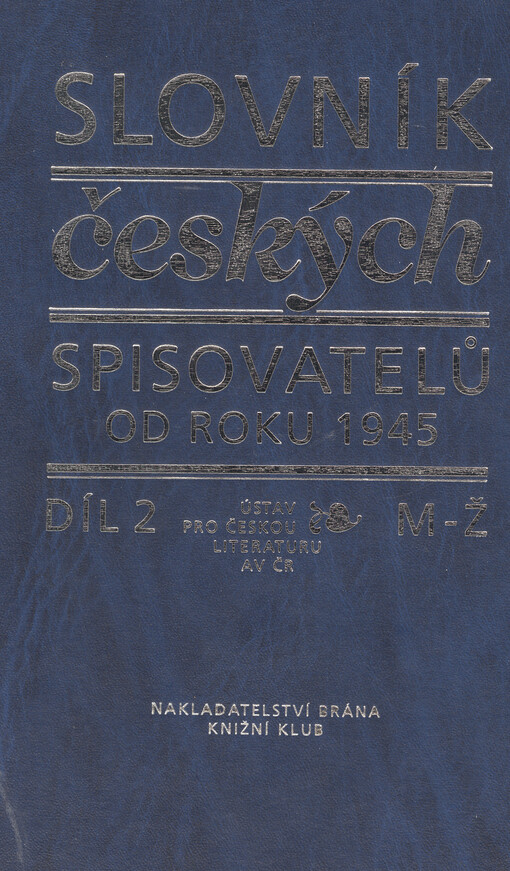 SLOVNÍK
českých
SPISOVATELŮ
OD ROKU 1945
DÍL 2
ÚSTAV
PRO ČESKOU
LITERATURU
AV ČR
M-Ž
NAKLADATELSTVÍ BRÁNA
KNIŽNÍ KLUB